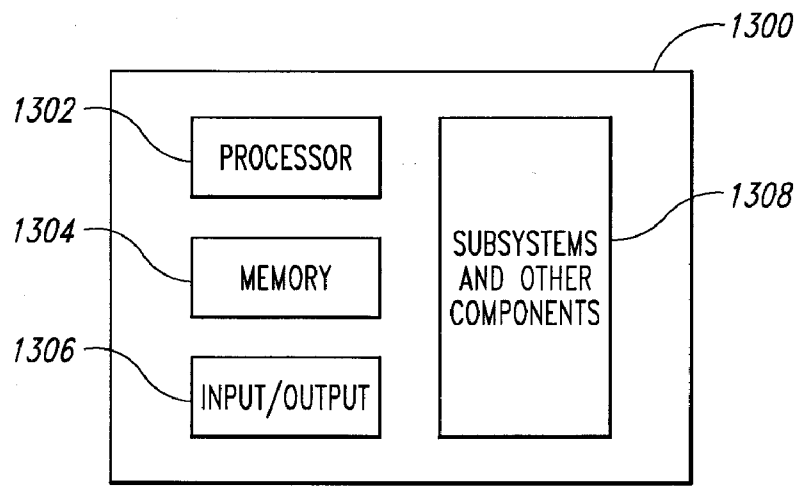 1300
1302
PROCESSOR
1308
1304
MEMORY
SUBSYSTEMS
AND OTHER
COMPONENTS
1306
INPUT/OUTPUT